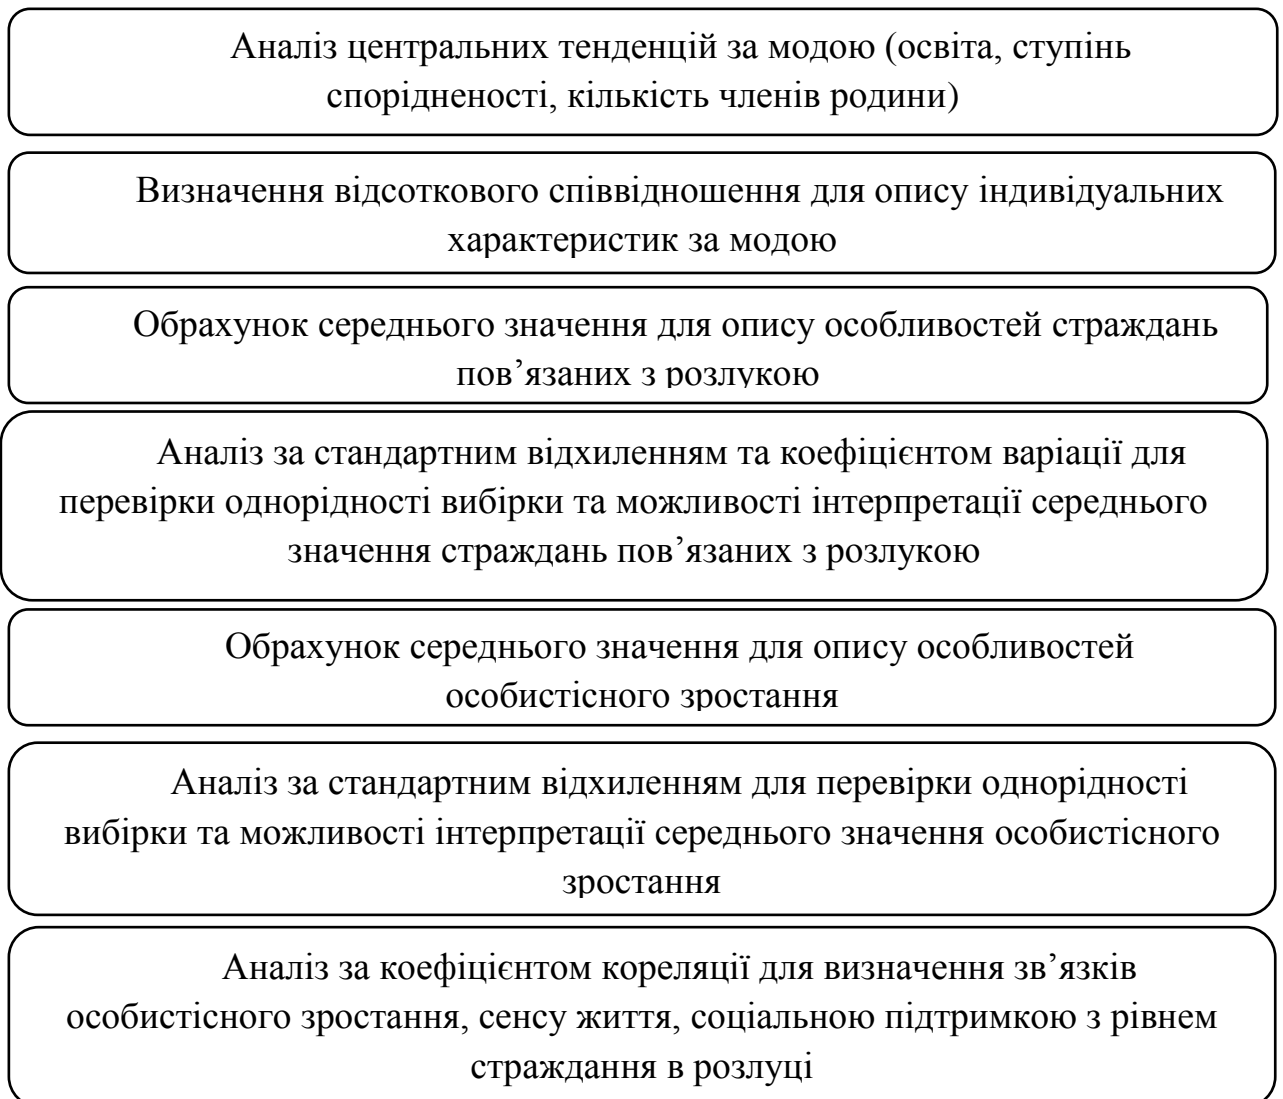 Аналіз центральних тенденцій за модою (освіта, ступінь
спорідненості, кількість членів родини)
Визначення відсоткового співвідношення для опису індивідуальних
характеристик за модою
Обрахунок середнього значення для опису особливостей страждань
пов’язаних з розлукою
Аналіз за стандартним відхиленням та коефіцієнтом варіації для
перевірки однорідності вибірки та можливості інтерпретації середнього
значення страждань пов’язаних з розлукою
Обрахунок середнього значення для опису особливостей
особистісного зростання
Аналіз за стандартним відхиленням для перевірки однорідності
вибірки та можливості інтерпретації середнього значення особистісного
зростання
Аналіз за коефіцієнтом кореляції для визначення зв’язків
особистісного зростання, сенсу життя, соціальною підтримкою з рівнем
страждання в розлуці